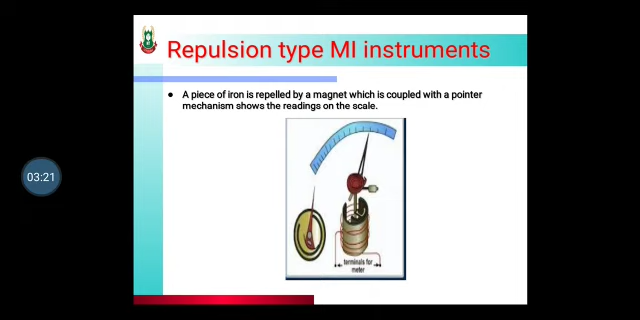 Repulsion type MI instruments
● A piece of iron is repelled by a magnet which is coupled with a pointer
mechanism shows the readings on the scale.
03:21
terminals for
meter